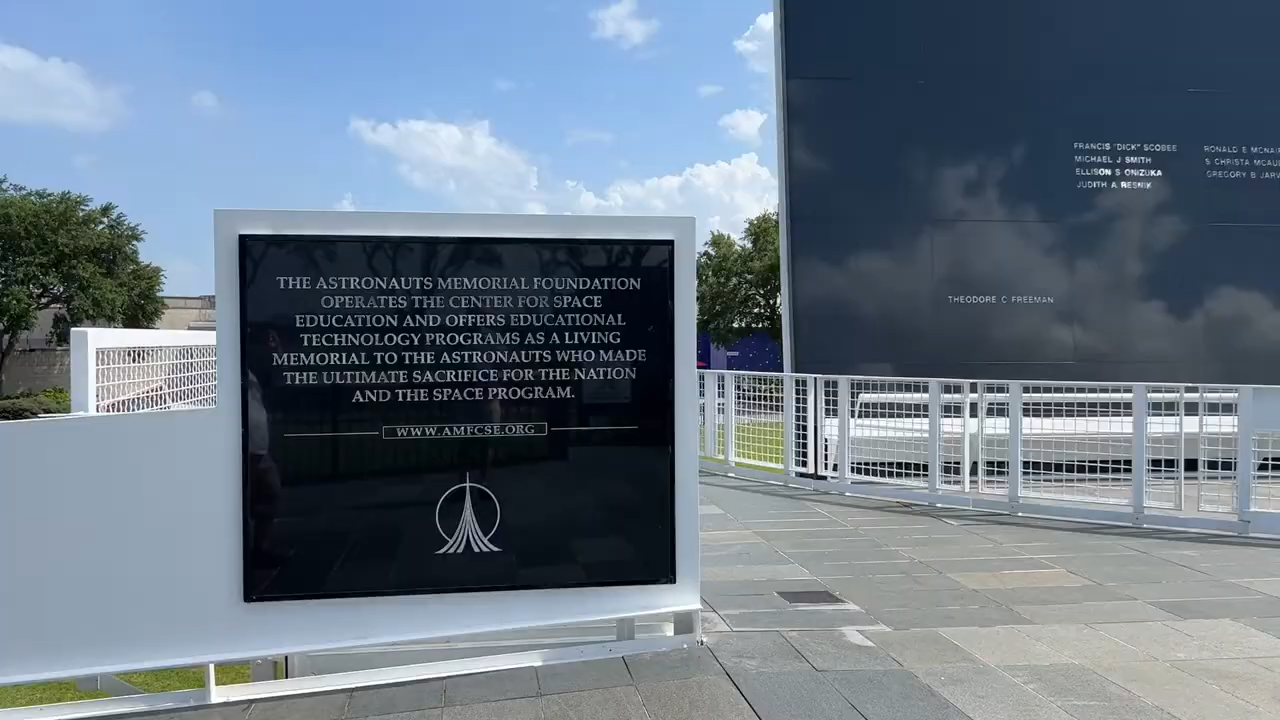 THE ASTRONAUTS MEMORIAL FOUNDATION
OPERATES THE CENTER FOR SPACE
EDUCATION AND OFFERS EDUCATIONAL
TECHNOLOGY PROGRAMS AS A LIVING
MEMORIAL TO THE ASTRONAUTS WHO MADE
THE ULTIMATE SACRIFICE FOR THE NATION
AND THE SPACE PROGRAM.
WWW.AMFCSE.ORG
FRANCIS "DICK" SCOBEE
MICHAEL J SMITH
ELLISON S ONIZUKA
JUDITH A RESNIK
RONALD E MCNAI
S CHRISTA MCAU
GREGORY B JARV
THEODORE C FREEMAN